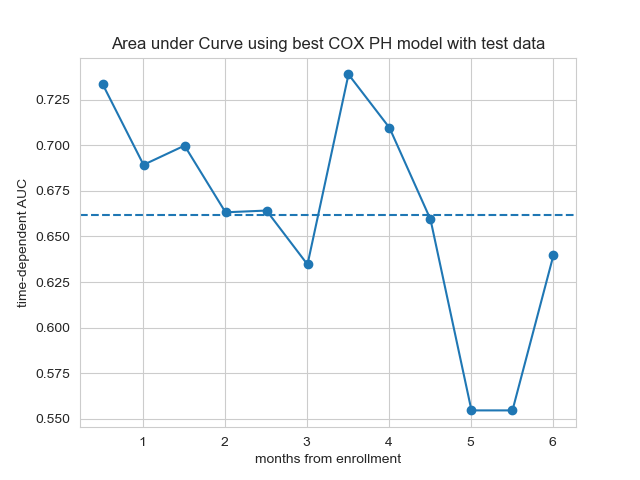 Area under Curve using best COX PH model with test data
time-dependent AUC
0.725
0.700
0.675
0.650
0.625
0.600
0.575
0.550
1 2 3 4 5 6
months from enrollment